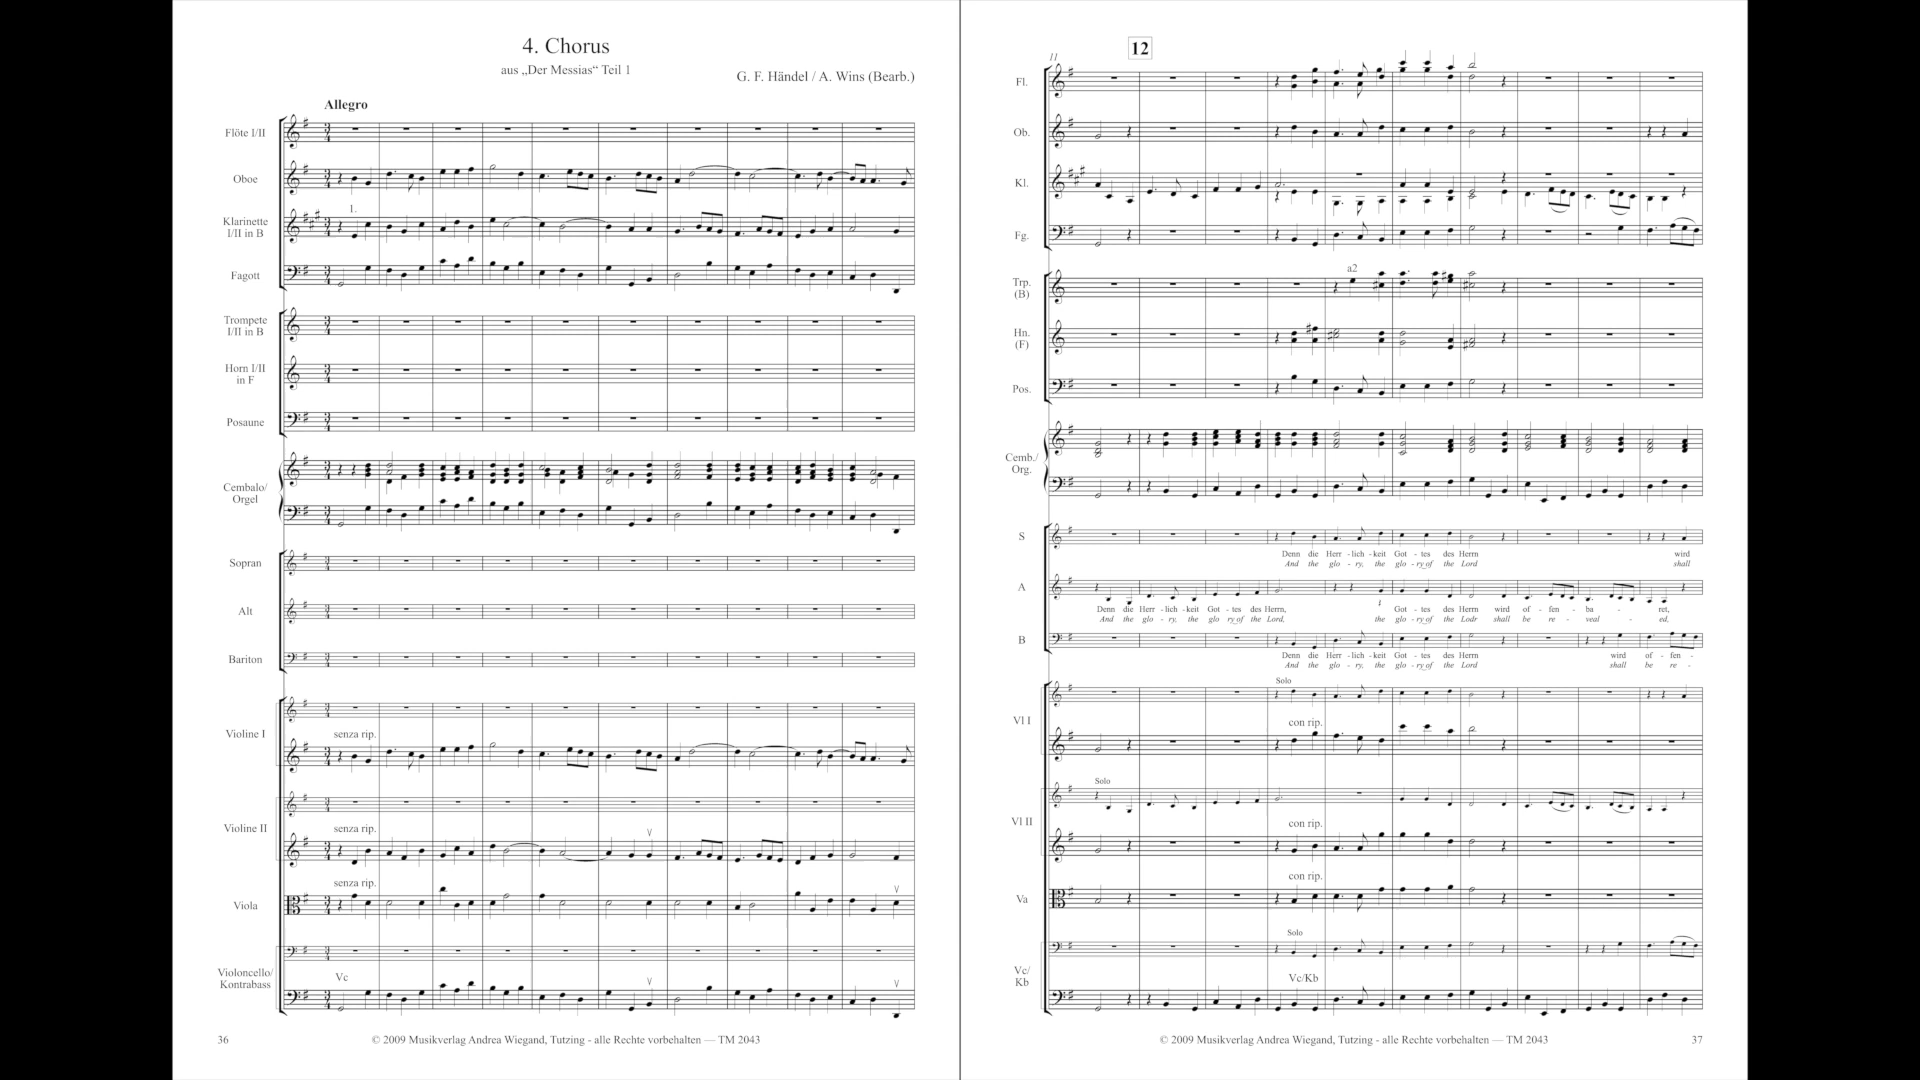 4. Chorus
aus „Der Messias“ Teil 1
G. F. Händel / A. Wins (Bearb.)
Allegro
Flöte I/II
Oboe
1.
Klarinette
I/II in B
Fagott
Trompete
I/II in B
Horn I/II
in F
Posaune
Cembalo/
Orgel
Sopran
Alt
Bariton
senza rip.
Violine I
senza rip.
Violine II
senza rip.
Viola
Vc
Violoncello/
Kontrabass
36
© 2009 Musikverlag Andrea Wiegand, Tutzing - alle Rechte vorbehalten — TM 2043
11
12
Fl.
Ob.
Kl.
Fg.
a2
Trp.
(B)
Hn.
(F)
Pos.
Cemb./
Org.
S
Denn die Herr - lich - keit Got - tes des Herrn wird
And the glo - ry, the glo - ry of the Lord shall
A
Denn die Herr - lich - keit Got - tes des Herrn, Got - tes des Herrn wird of - fen - ba - ret,
And the glo - ry, the glo ry of the Lord, the glo - ry of the Lodr shall be re - veal - ed,
B
Denn die Herr - lich - keit Got - tes des Herrn wird of - fen -
And the glo - ry, the glo - ry of the Lord shall be re -
Solo
Vl I
con rip.
Solo
Vl II
con rip.
con rip.
Va
Solo
Vc/
Kb
Vc/Kb
© 2009 Musikverlag Andrea Wiegand, Tutzing - alle Rechte vorbehalten — TM 2043
37